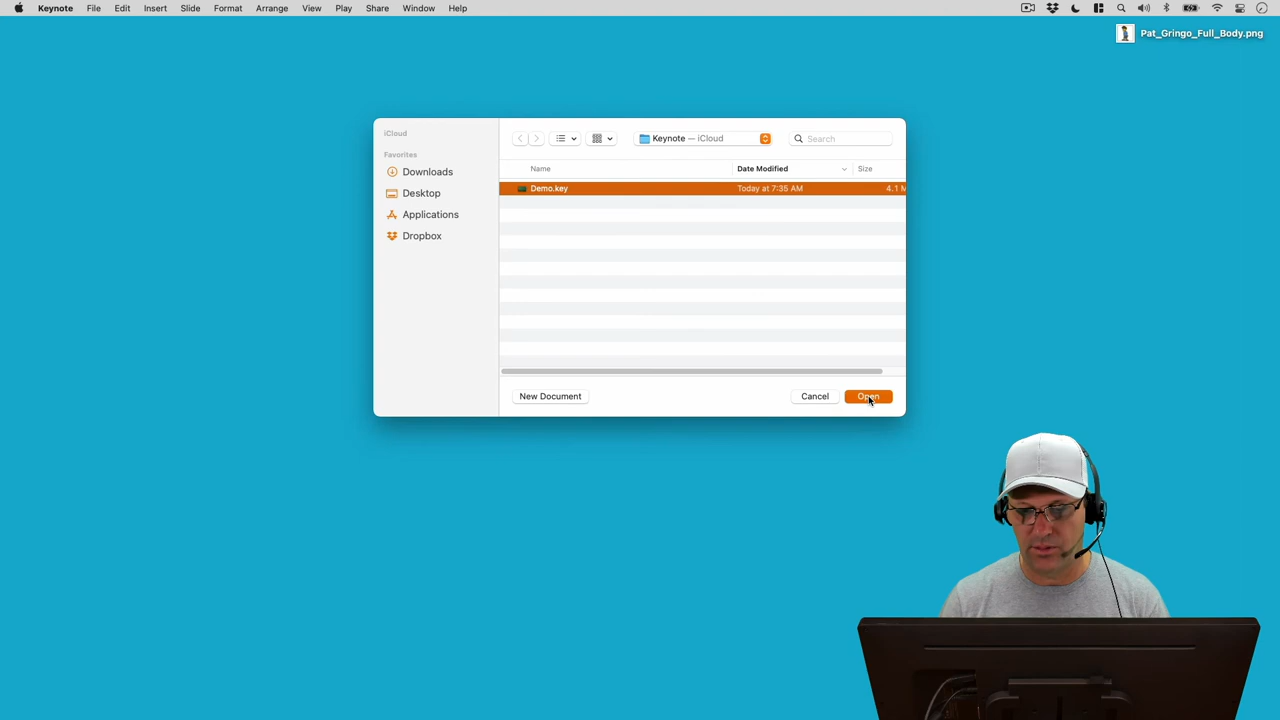 Keynote File Edit Insert Slide Format Arrange View Play Share Window Help
Pat_Gringo_Full_Body.png
iCloud
Favorites
Downloads
Desktop
Applications
Dropbox
Keynote — iCloud
Search
Name Date Modified Size
Demo.key Today at 7:35 AM 4.1 M
New Document Cancel Open